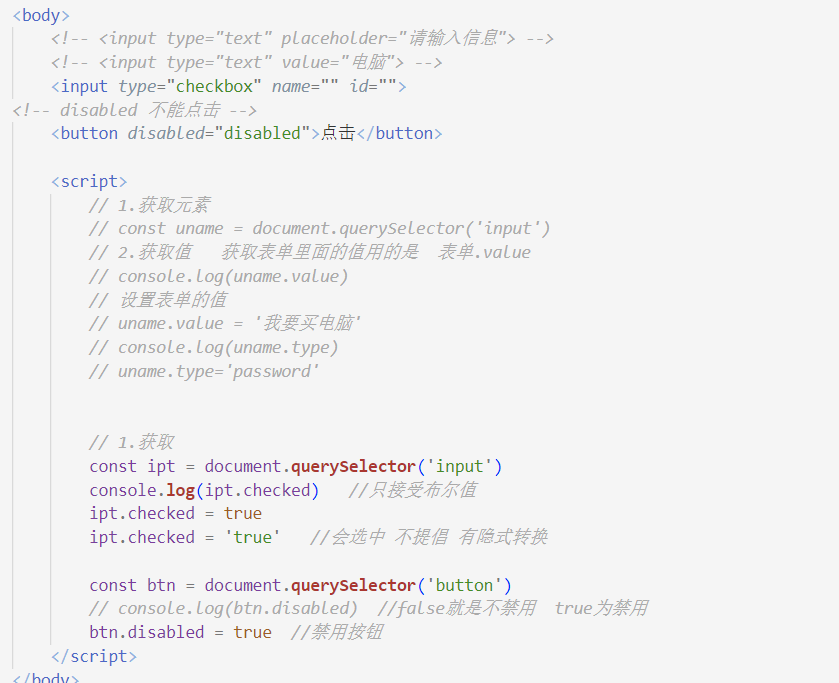 <body>
<!-- <input type="text" placeholder="请输入信息"> -->
<!-- <input type="text" value="电脑"> -->
<input type="checkbox" name="" id="">
<!-- disabled 不能点击 -->
<button disabled="disabled">点击</button>
<script>
// 1.获取元素
// const uname = document.querySelector('input')
// 2.获取值   获取表单里面的值用的是  表单.value
// console.log(uname.value)
// 设置表单的值
// uname.value = '我要买电脑'
// console.log(uname.type)
// uname.type='password'
// 1.获取
const ipt = document.querySelector('input')
console.log(ipt.checked)   //只接受布尔值
ipt.checked = true
ipt.checked = 'true'   //会选中 不提倡 有隐式转换
const btn = document.querySelector('button')
// console.log(btn.disabled)  //false就是不禁用  true为禁用
btn.disabled = true  //禁用按钮
</script>
</body>